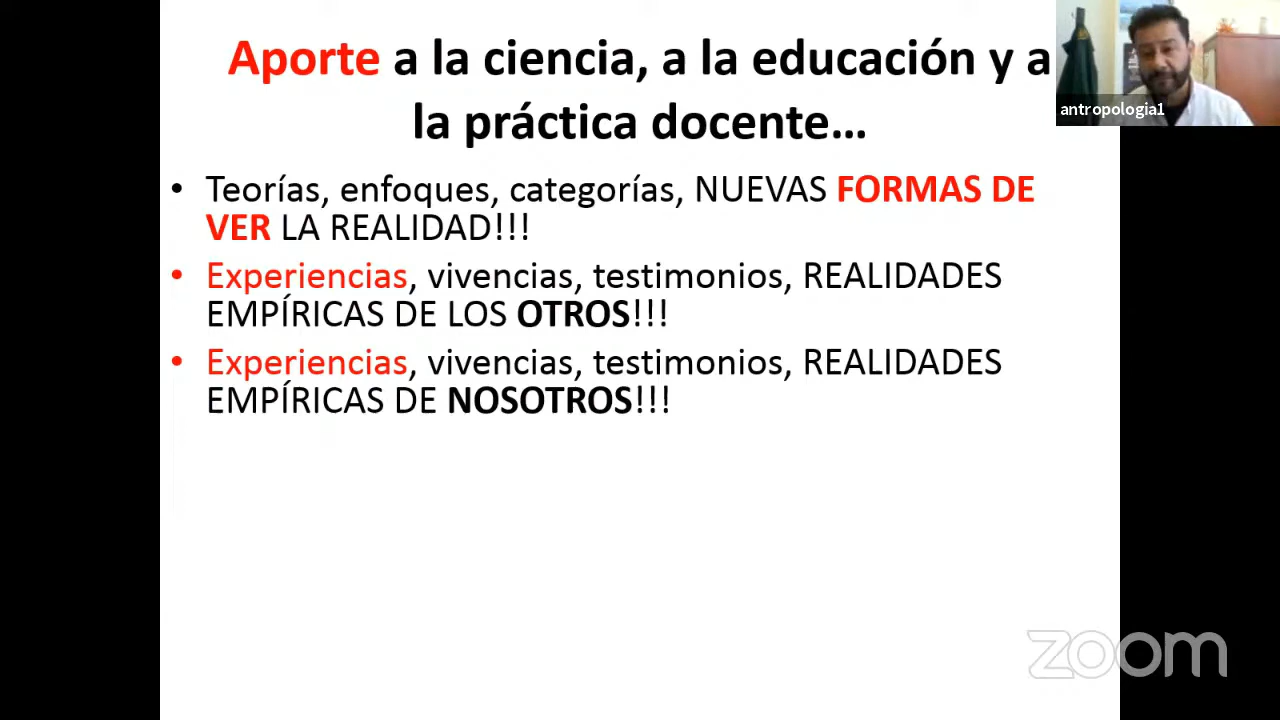 Aporte a la ciencia, a la educación y a
la práctica docente...
antropologia1
• Teorías, enfoques, categorías, NUEVAS FORMAS DE
VER LA REALIDAD!!!
• Experiencias, vivencias, testimonios, REALIDADES
EMPÍRICAS DE LOS OTROS!!!
• Experiencias, vivencias, testimonios, REALIDADES
EMPÍRICAS DE NOSOTROS!!!
zoom